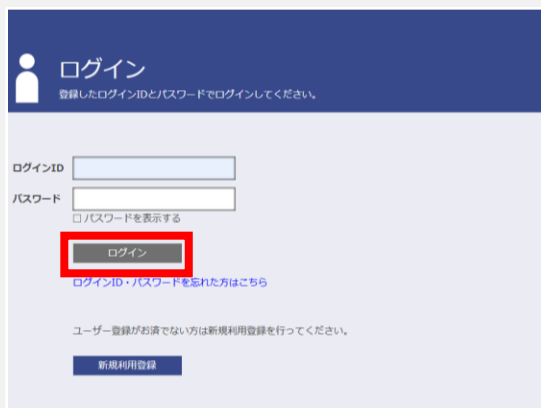 ログイン
登録したログインIDとパスワードでログインしてください。
ログインID
パスワード
パスワードを表示する
ログイン
ログインID・パスワードを忘れた方はこちら
ユーザー登録がお済でない方は新規利用登録を行ってください。
新規利用登録